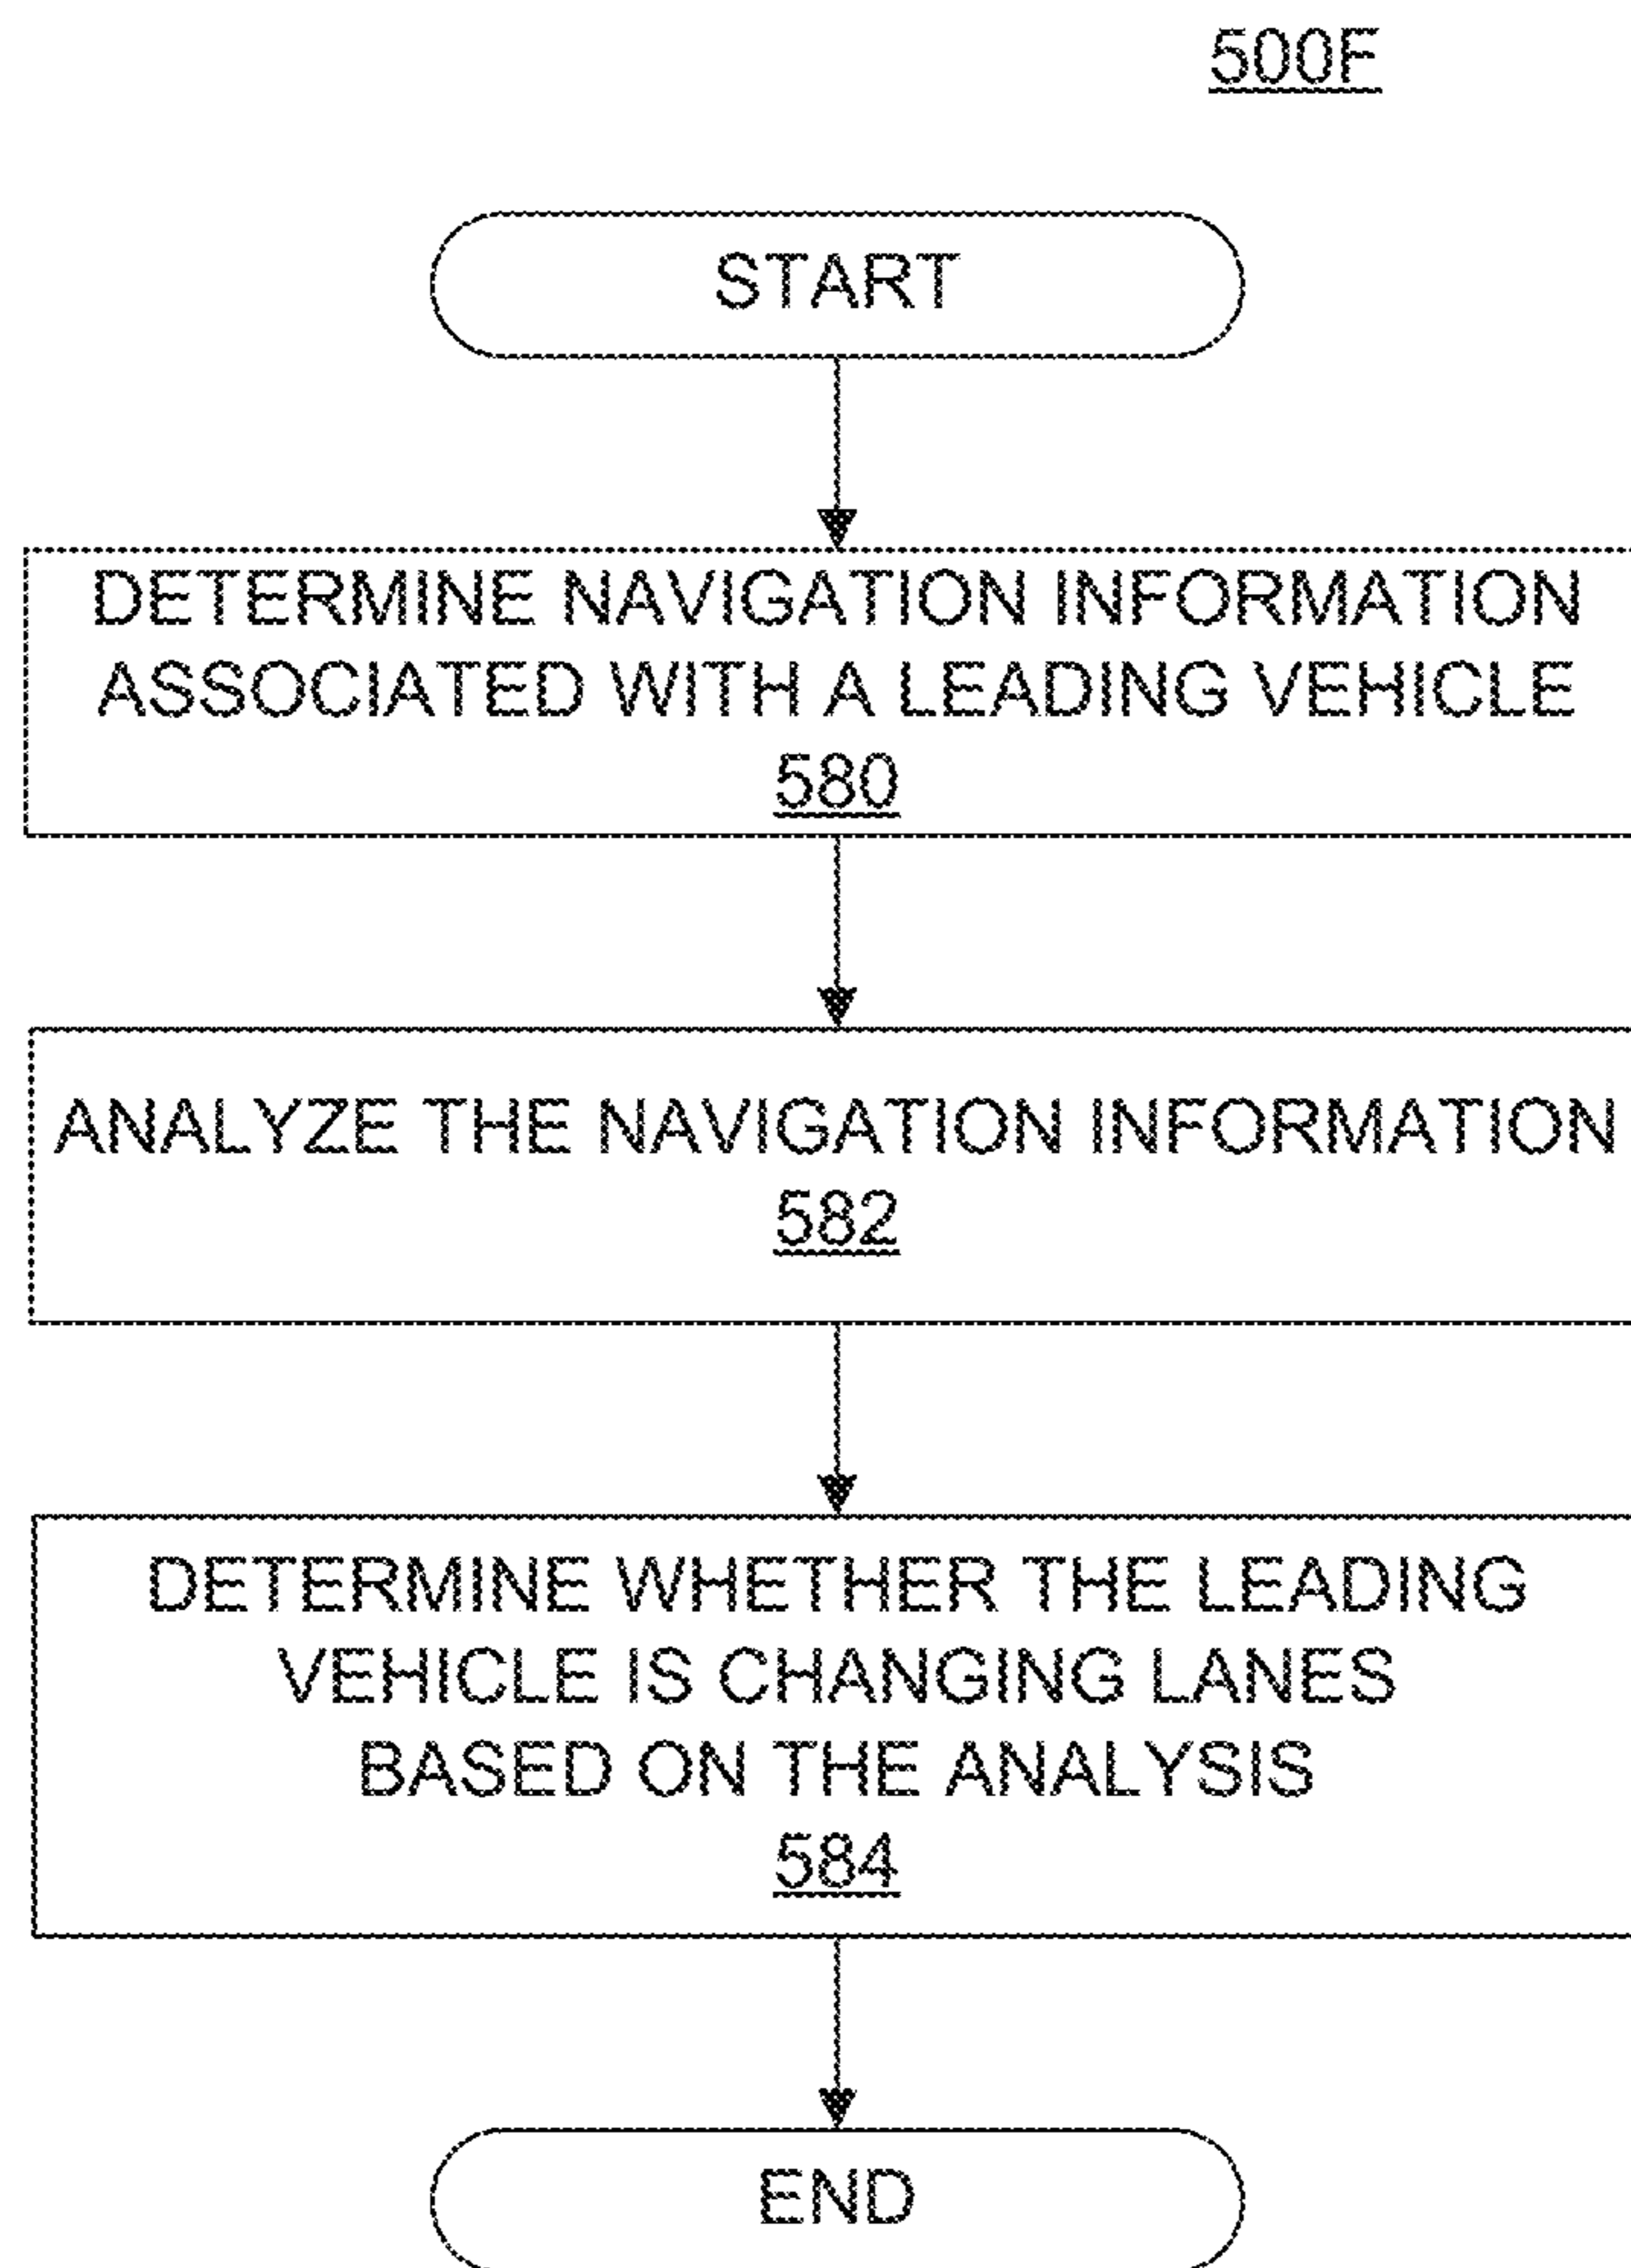 500F
START
DETERMINE NAVIGATION INFORMATION
ASSOCIATED WITH A LEADING VEHICLE
580
ANALYZE THE NAVIGATION INFORMATION
582
DETERMINE WHETHER THE LEADING
VEHICLE IS CHANGING LANES
BASED ON THE ANALYSIS
584
END